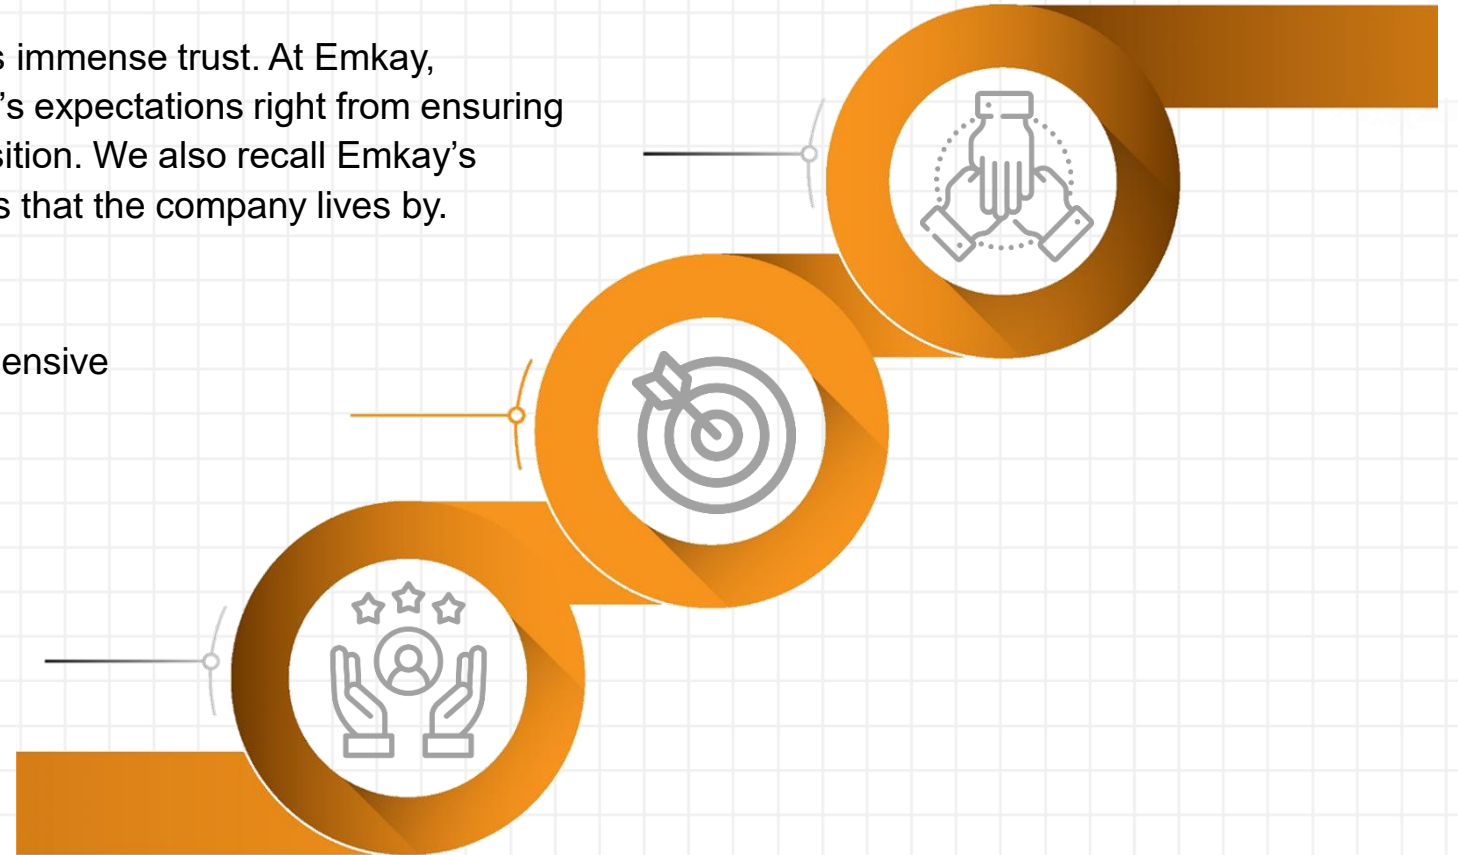 immense trust. At Emkay,
’s expectations right from ensuring
sition. We also recall Emkay’s
s that the company lives by.
ensive